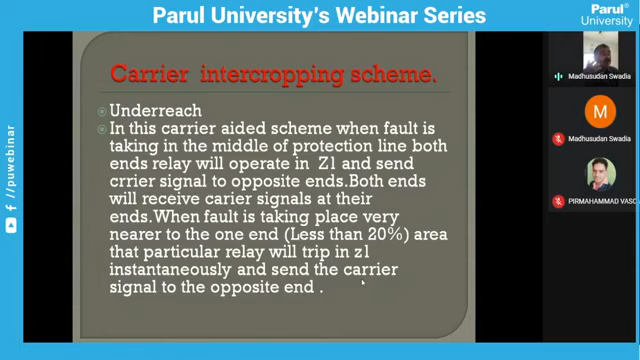 Parul University's Webinar Series
Parul®
University
f //puwebinar
Carrier intercropping scheme.
Underreach
In this carrier aided scheme when fault is
taking in the middle of protection line both
ends relay will operate in Z1 and send
crrier signal to opposite ends.Both ends
will receive carier signals at their
ends.When fault is taking place very
nearer to the one end (Less than 20%) area
that particular relay will trip in z1
instantaneously and send the carrier
signal to the opposite end .
Madhusudan Swadia
M
Madhusudan Swadia
PIRMAHAMMAD VASO